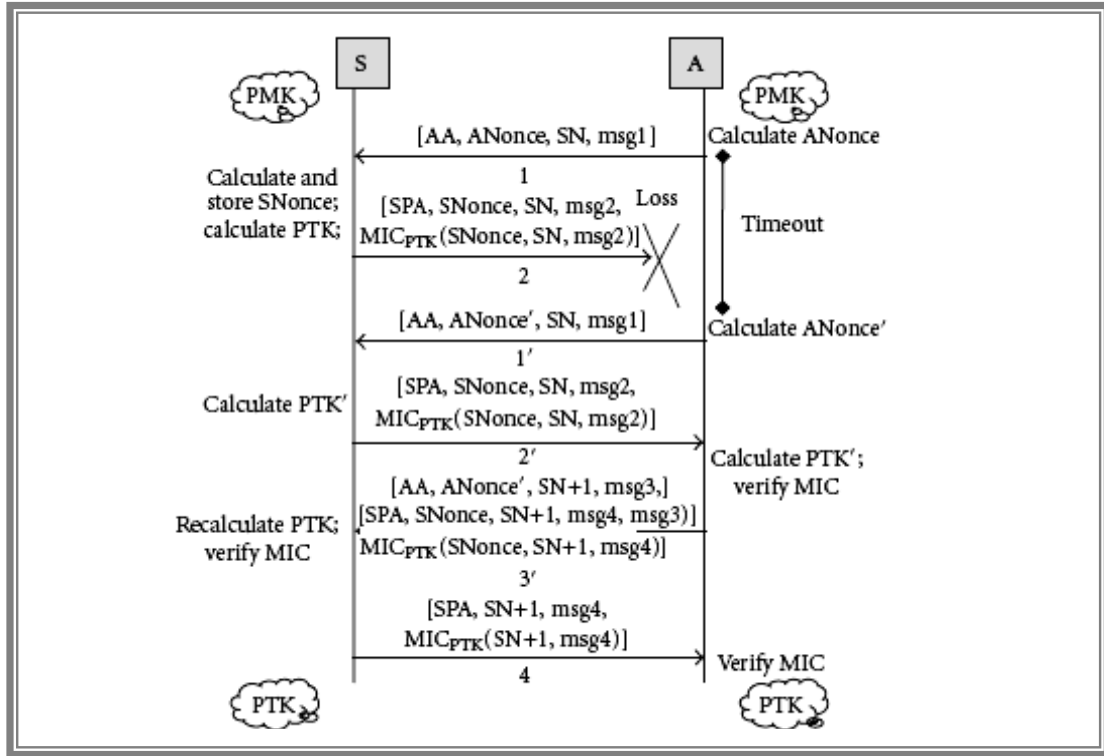 S
A
PMK
PMK
[AA, ANonce, SN, msg1]
Calculate ANonce
1
Calculate and
store SNonce;
calculate PTK;
[SPA, SNonce, SN, msg2,
MIC_PTK(SNonce, SN, msg2)]
Loss
Timeout
2
[AA, ANonce′, SN, msg1]
Calculate ANonce′
1′
Calculate PTK′
[SPA, SNonce, SN, msg2,
MIC_PTK(SNonce, SN, msg2)]
2′
Calculate PTK′;
verify MIC
[AA, ANonce′, SN+1, msg3,]
[SPA, SNonce, SN+1, msg4, msg3)]
MIC_PTK(SNonce, SN+1, msg4)]
Recalculate PTK;
verify MIC
3′
[SPA, SN+1, msg4,
MIC_PTK(SN+1, msg4)]
4
Verify MIC
PTK
PTK